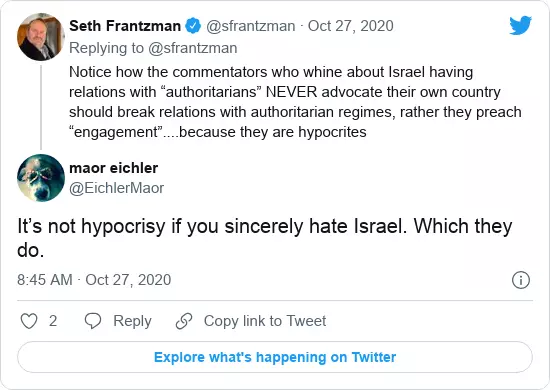 Seth Frantzman @sfrantzman · Oct 27, 2020
Replying to @sfrantzman
Notice how the commentators who whine about Israel having
relations with “authoritarians” NEVER advocate their own country
should break relations with authoritarian regimes, rather they preach
“engagement”....because they are hypocrites
maor eichler
@EichlerMaor
It’s not hypocrisy if you sincerely hate Israel. Which they
do.
8:45 AM · Oct 27, 2020
2 Reply Copy link to Tweet
Explore what's happening on Twitter